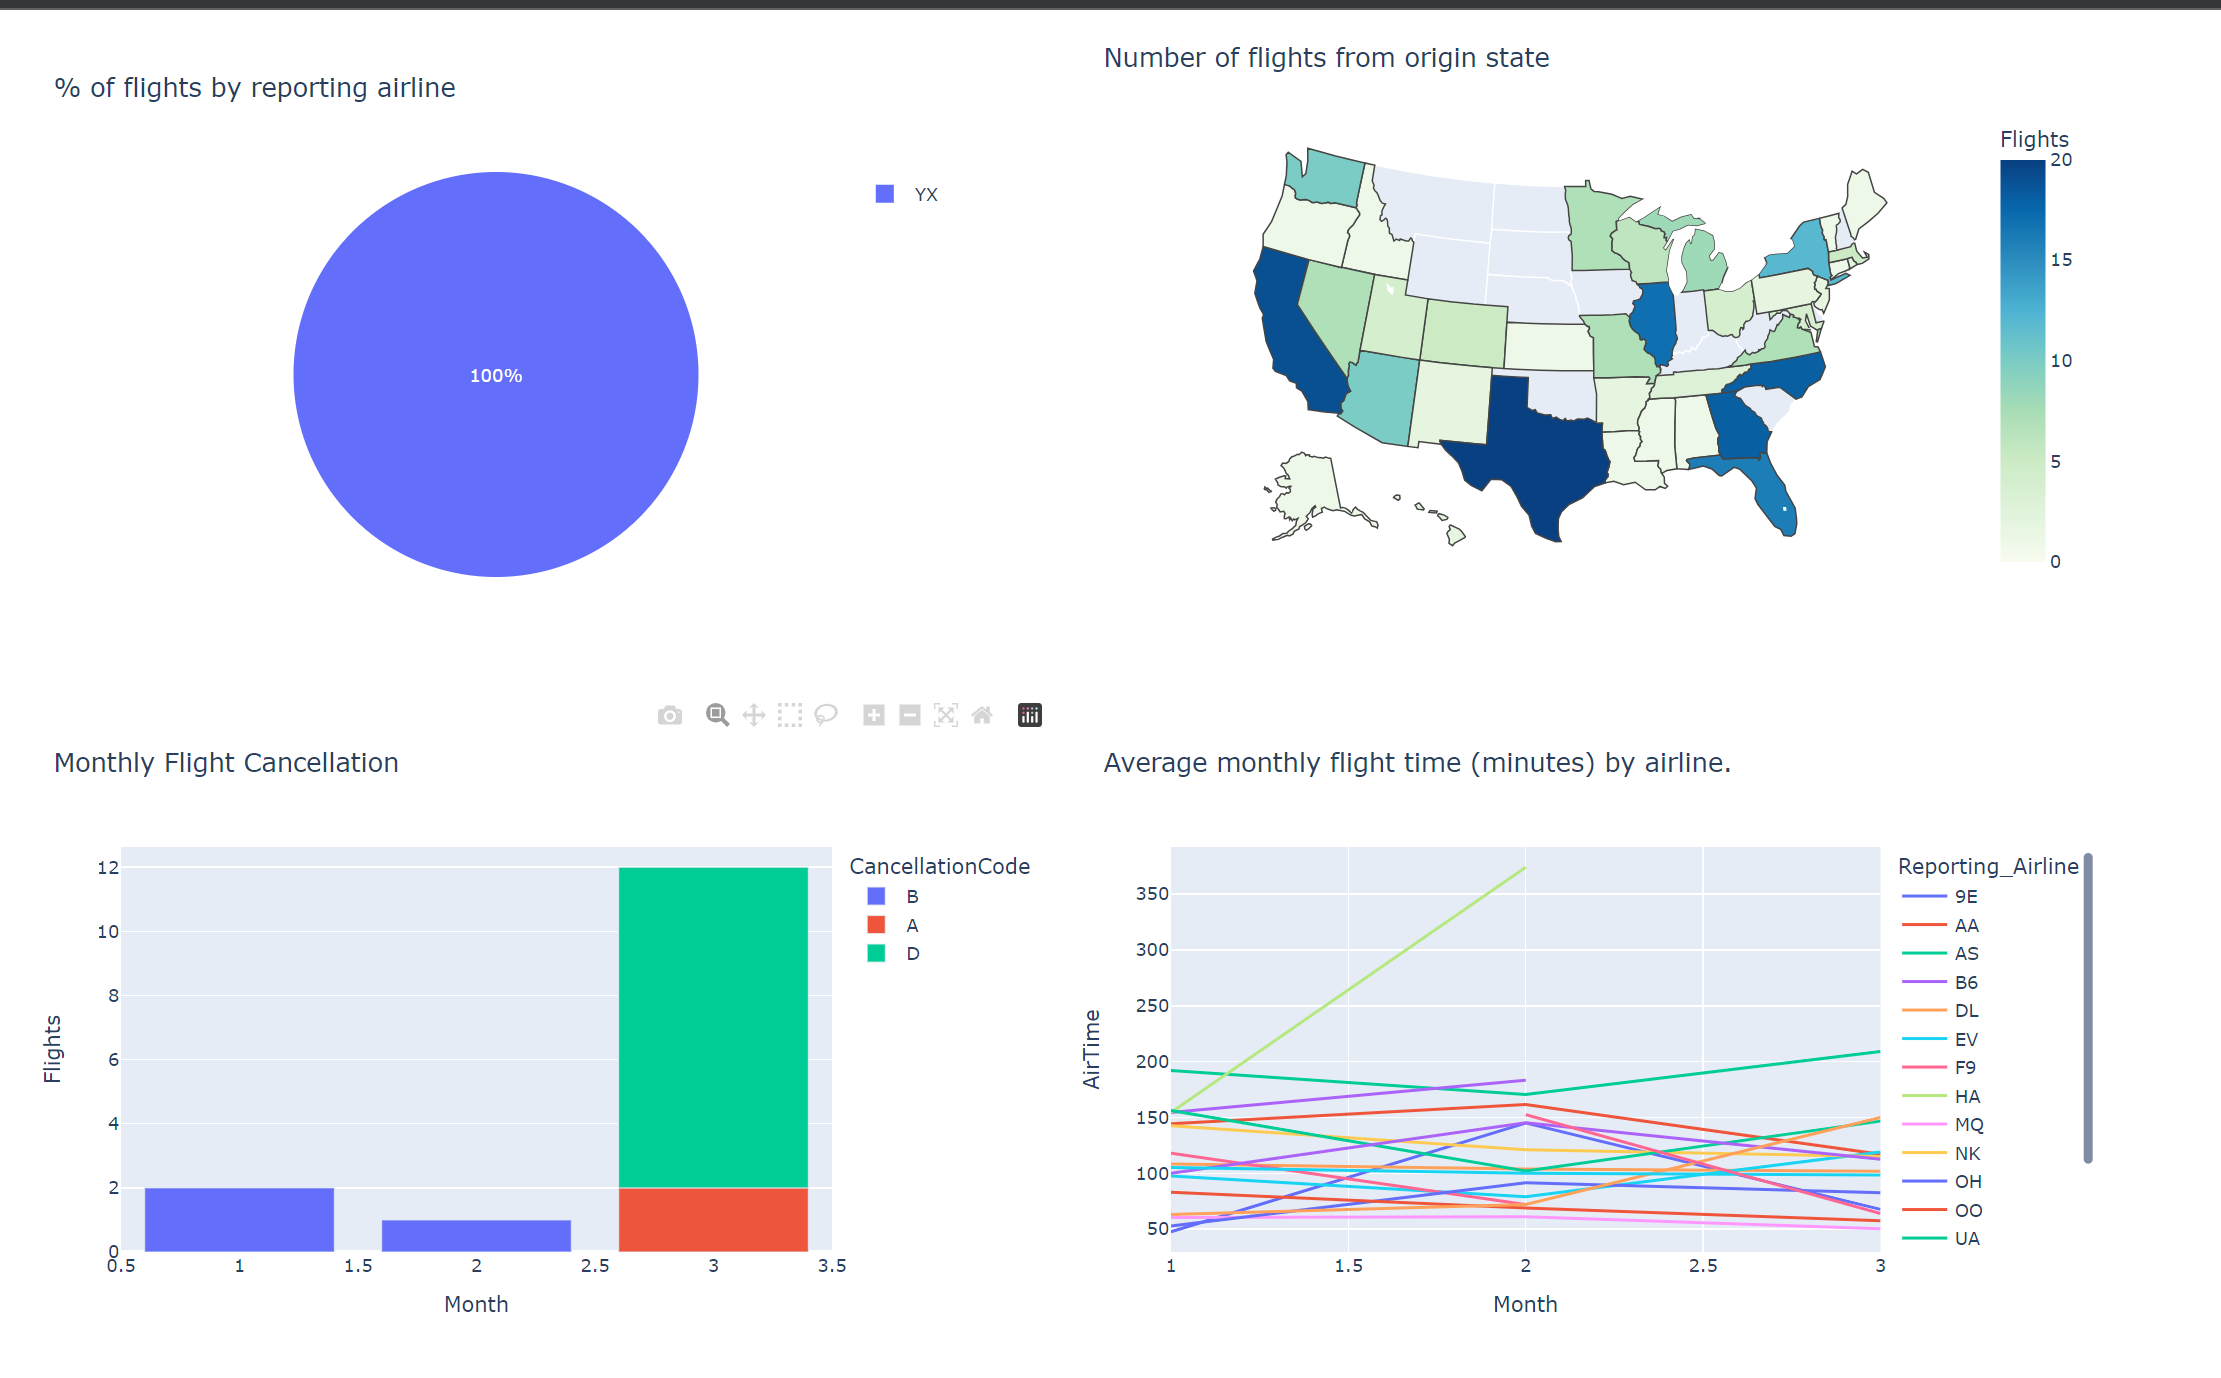 % of flights by reporting airline
YX
100%
Number of flights from origin state
Flights
20
15
10
5
0
Monthly Flight Cancellation
12
10
8
6
4
2
0
Flights
0.5 1 1.5 2 2.5 3 3.5
Month
CancellationCode
B
A
D
Average monthly flight time (minutes) by airline.
350
300
250
200
150
100
50
AirTime
1 1.5 2 2.5 3
Month
Reporting_Airline
9E
AA
AS
B6
DL
EV
F9
HA
MQ
NK
OH
OO
UA